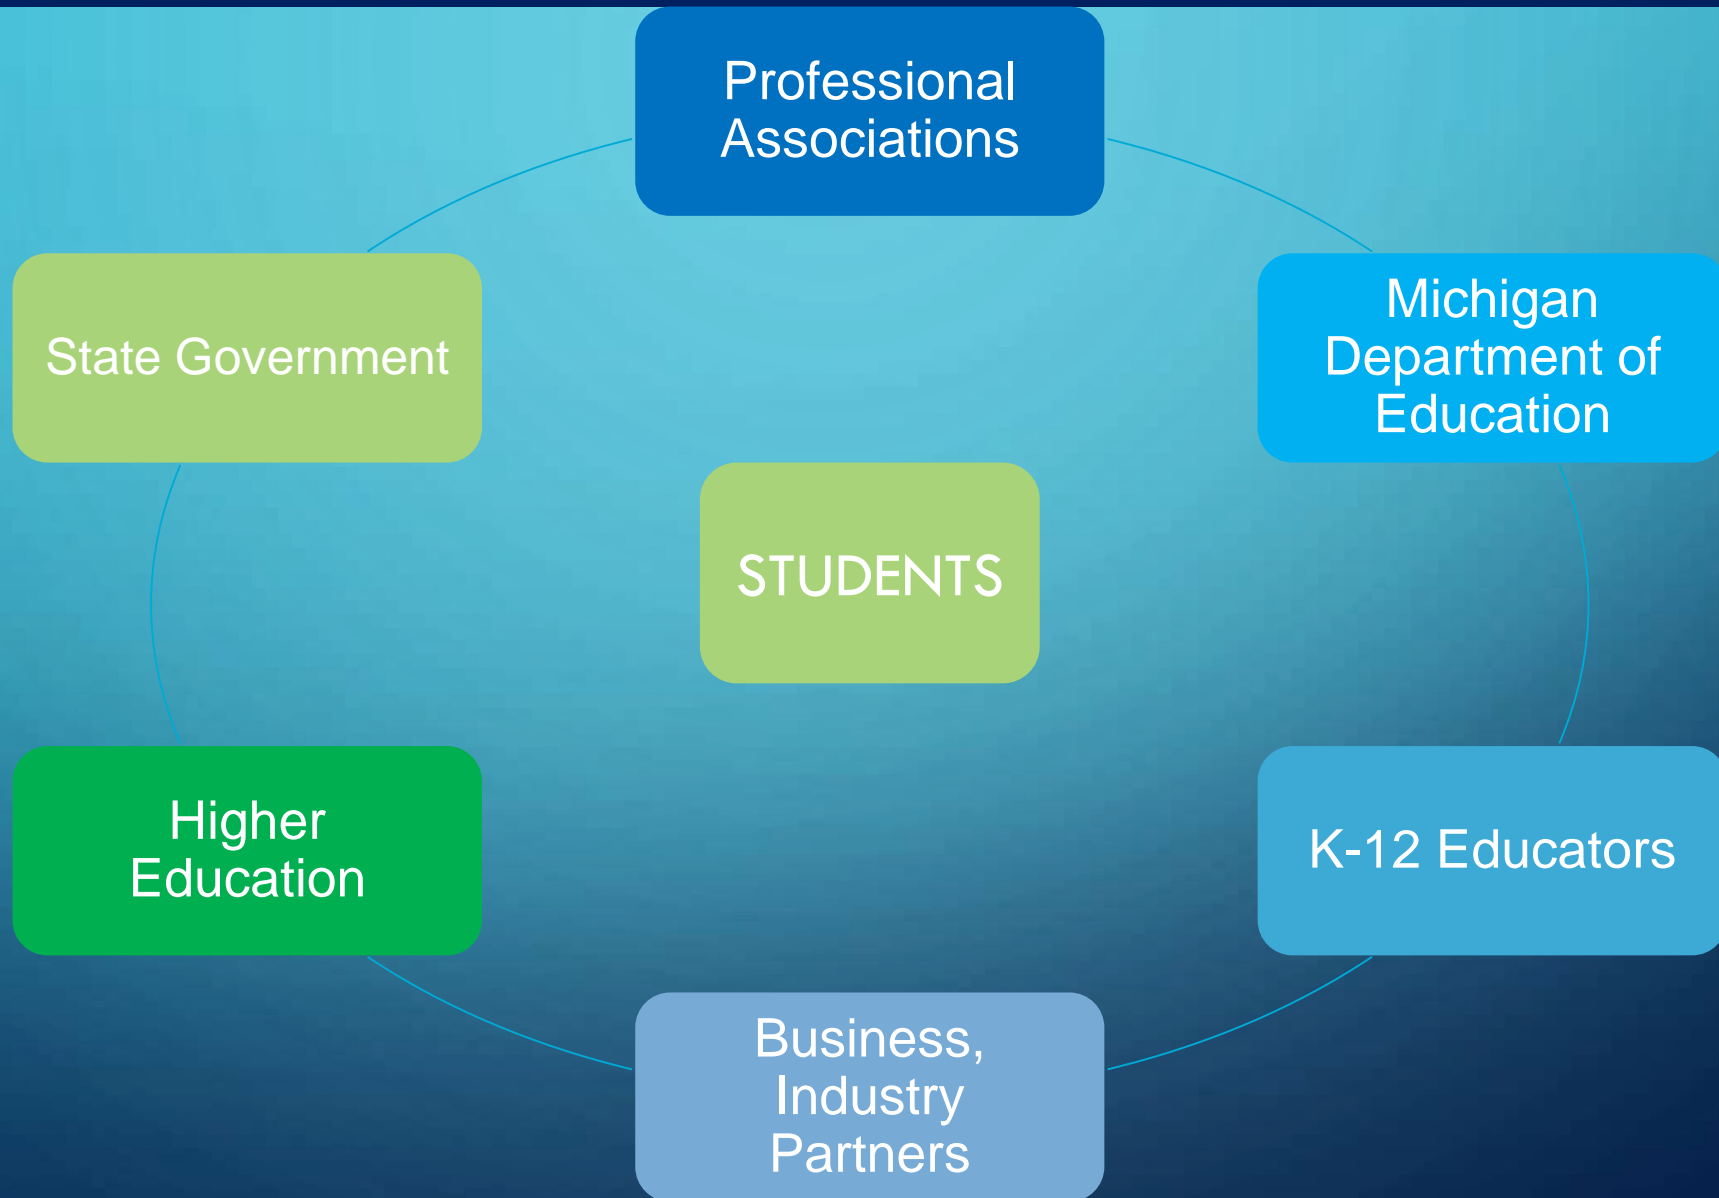 Professional
Associations
State Government
Michigan
Department of
Education
STUDENTS
Higher
Education
K-12 Educators
Business,
Industry
Partners